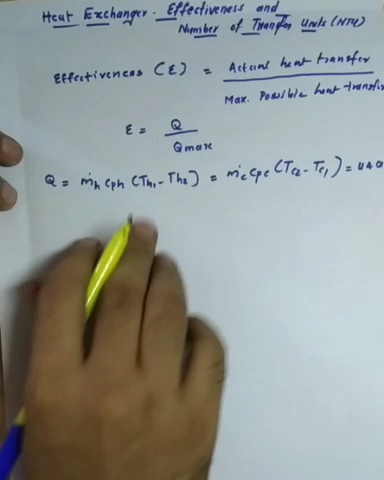 Heat Exchanger - Effectiveness and
Number of Transfer Units (NTU)
Effectiveness (ε) = Actual heat transfer
Max. Possible heat transfer
ε = Q
Qmax
Q = ṁh Cph (Th1 - Th2) = ṁc Cpc (Tc2 - Tc1) = UAθ